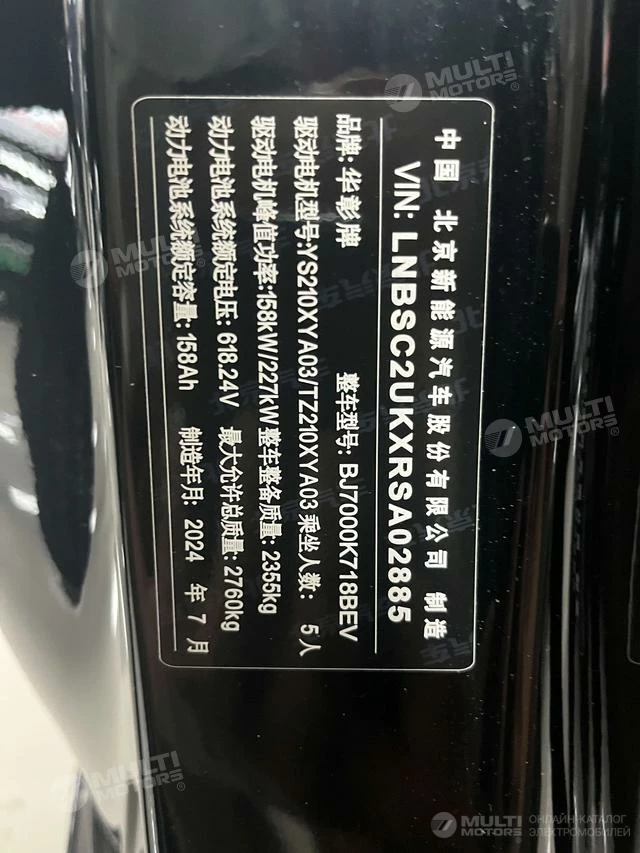 中国 北京新能源汽车股份有限公司 制造
VIN: LNBSC2UKXRSA02885
品牌: 华彰牌 整车型号: BJ7000K718BEV
驱动电机型号:YS210XYA03/TZ210XYA03 乘坐人数: 5人
驱动电机峰值功率:158kW/227kW 整车整备质量: 2355kg
动力电池系统额定电压: 618.24V 最大允许总质量: 2760kg
动力电池系统额定容量: 158Ah 制造年月: 2024 年 7 月
MULTI MOTORS®
MULTI MOTORS®
MULTI MOTORS®
MULTI MOTORS®
MULTI MOTORS
ОНЛАЙН-КАТАЛОГ
ЭЛЕКТРОМОБИЛЕЙ